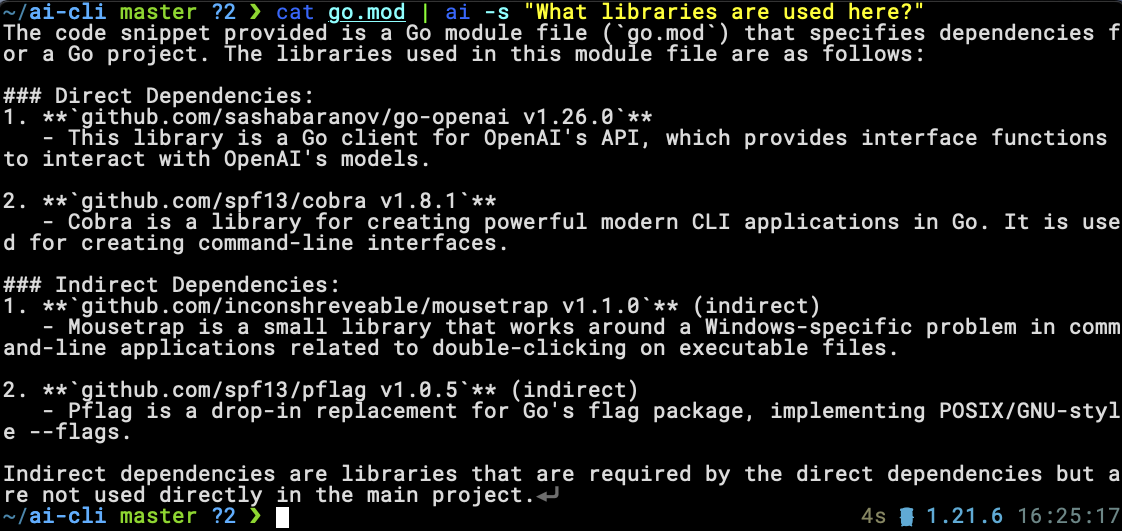 ~/ai-cli master ?2 ❯ cat go.mod | ai -s "What libraries are used here?"
The code snippet provided is a Go module file (`go.mod`) that specifies dependencies f
or a Go project. The libraries used in this module file are as follows:

### Direct Dependencies:
1. **`github.com/sashabaranov/go-openai v1.26.0`**
   - This library is a Go client for OpenAI's API, which provides interface functions
to interact with OpenAI's models.

2. **`github.com/spf13/cobra v1.8.1`**
   - Cobra is a library for creating powerful modern CLI applications in Go. It is use
d for creating command-line interfaces.

### Indirect Dependencies:
1. **`github.com/inconshreveable/mousetrap v1.1.0`** (indirect)
   - Mousetrap is a small library that works around a Windows-specific problem in comm
and-line applications related to double-clicking on executable files.

2. **`github.com/spf13/pflag v1.0.5`** (indirect)
   - Pflag is a drop-in replacement for Go's flag package, implementing POSIX/GNU-styl
e --flags.

Indirect dependencies are libraries that are required by the direct dependencies but a
re not used directly in the main project.
~/ai-cli master ?2 ❯ 4s 1.21.6 16:25:17